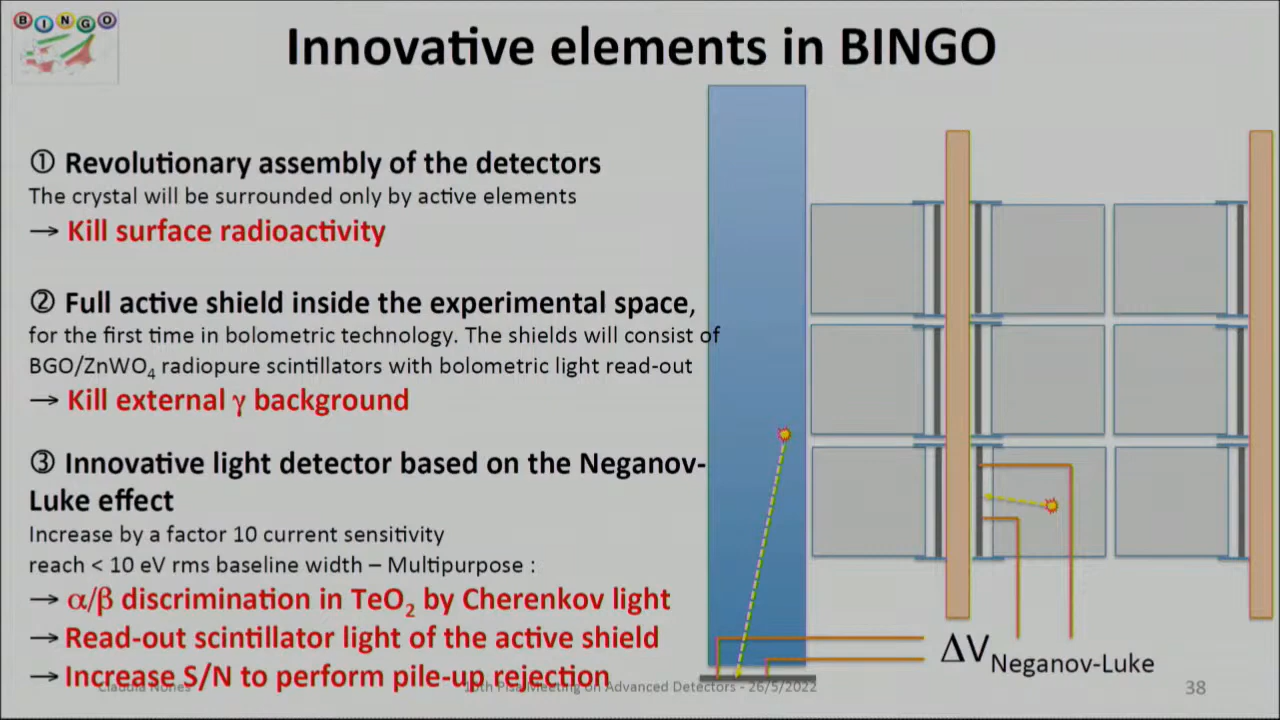 BINGO
Innovative elements in BINGO
① Revolutionary assembly of the detectors
The crystal will be surrounded only by active elements
→ Kill surface radioactivity
② Full active shield inside the experimental space,
for the first time in bolometric technology. The shields will consist of
BGO/ZnWO₄ radiopure scintillators with bolometric light read-out
→ Kill external γ background
③ Innovative light detector based on the Neganov-
Luke effect
Increase by a factor 10 current sensitivity
reach < 10 eV rms baseline width – Multipurpose :
→ α/β discrimination in TeO₂ by Cherenkov light
→ Read-out scintillator light of the active shield
→ Increase S/N to perform pile-up rejection
ΔV Neganov-Luke
Claudia Nones
Pisa Meeting on Advanced Detectors - 26/5/2022
38